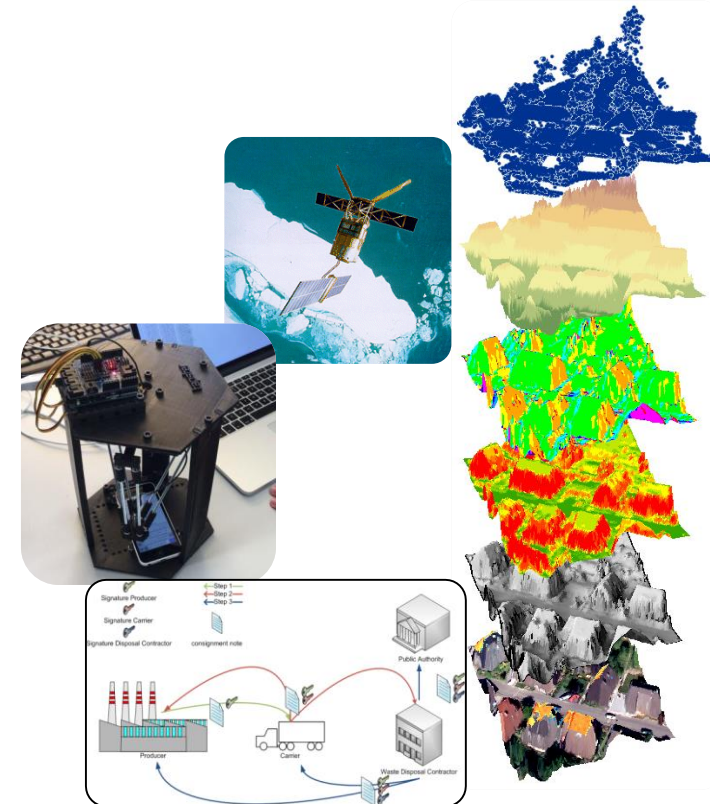 Signature Producer
Signature Carrier
Signature Disposal Contractor
Step 1
Step 2
Step 3
consignment note
Public Authority
Producer
Carrier
Waste Disposal Contractor